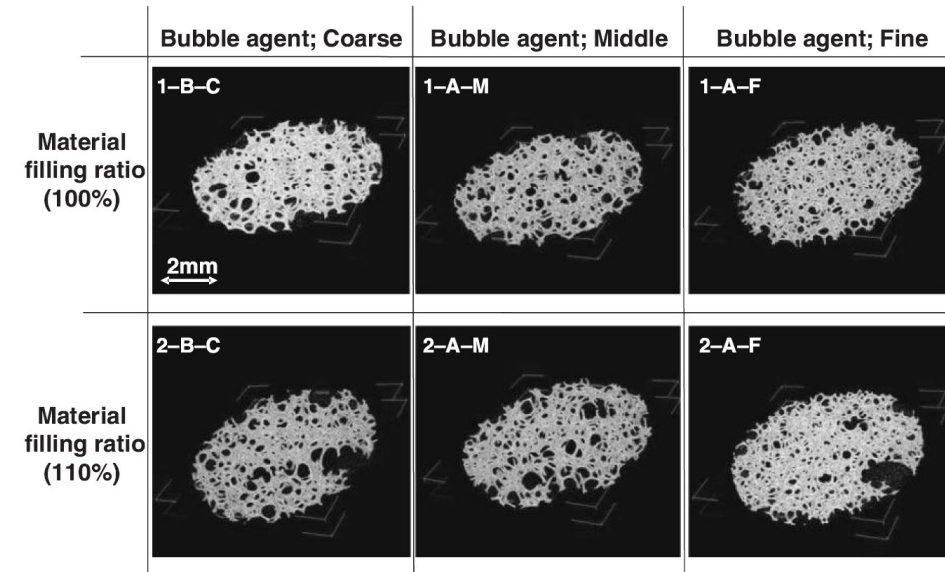 Bubble agent; Coarse
Bubble agent; Middle
Bubble agent; Fine
Material
filling ratio
(100%)
1–B–C
1–A–M
1–A–F
2mm
Material
filling ratio
(110%)
2–B–C
2–A–M
2–A–F